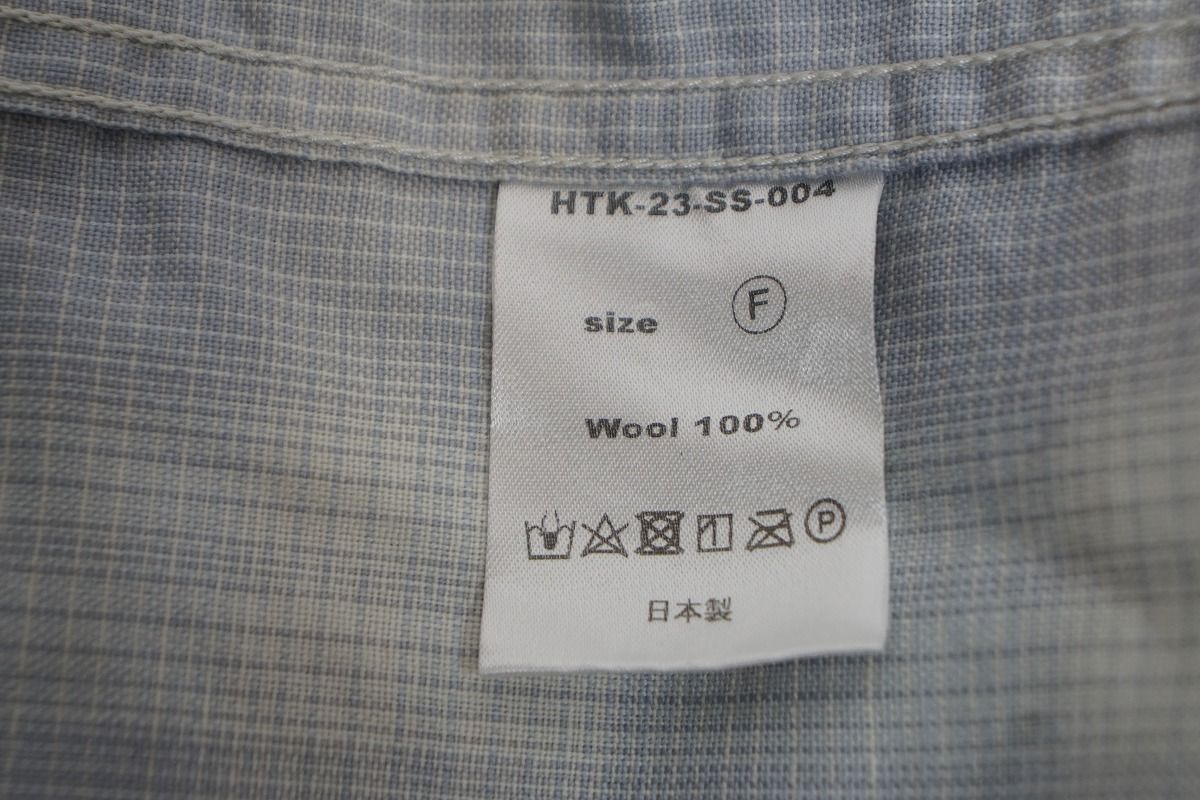 HTK-23-SS-004
size Ⓕ
Wool 100%
Ⓟ
日本製